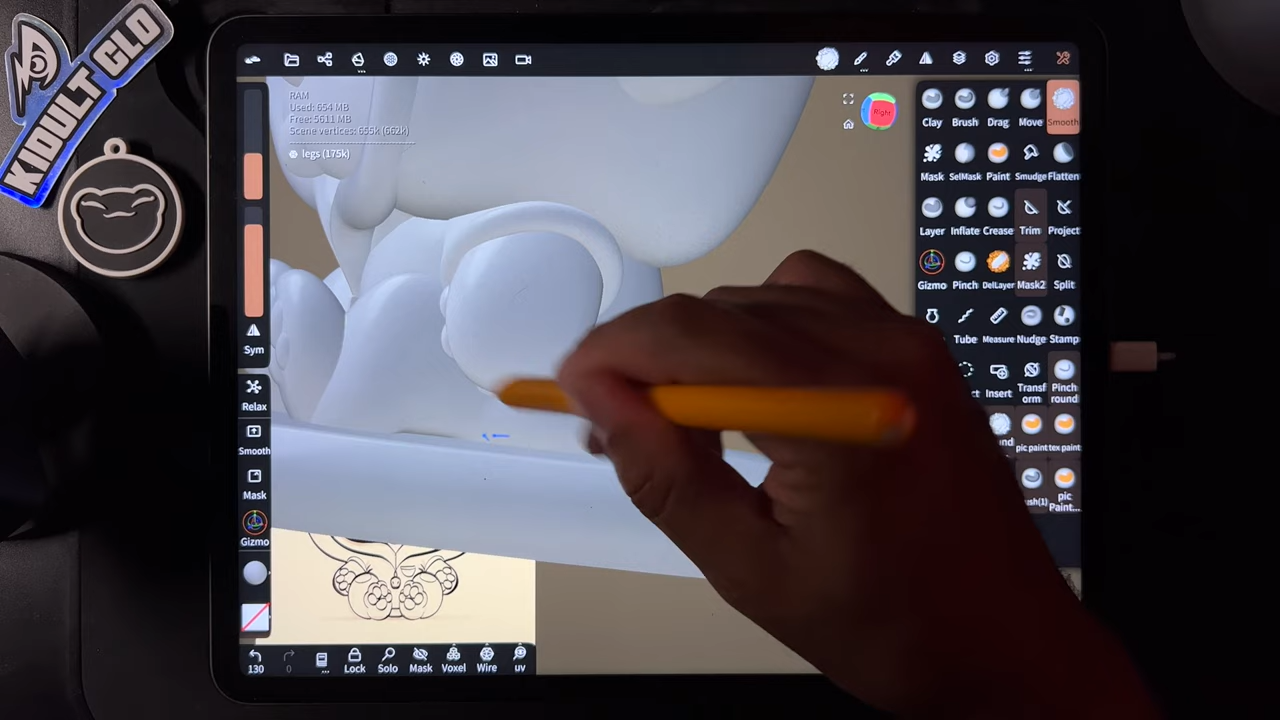 KIDULT CLO
RAM
Used: 654 MB
Free: 5611 MB
Scene vertices: 655k (662k)
legs (175k)
Right
Clay Brush Drag Move Smooth
Mask SelMask Paint Smudge Flatten
Layer Inflate Crease Trim Project
Gizmo Pinch DelLayer Mask2 Split
Tube Measure Nudge Stamp
Insert Transform Pinch round
pic paint tex paint
pic Paint...
Sym
Relax
Smooth
Mask
Gizmo
130 0 Lock Solo Mask Voxel Wire uv